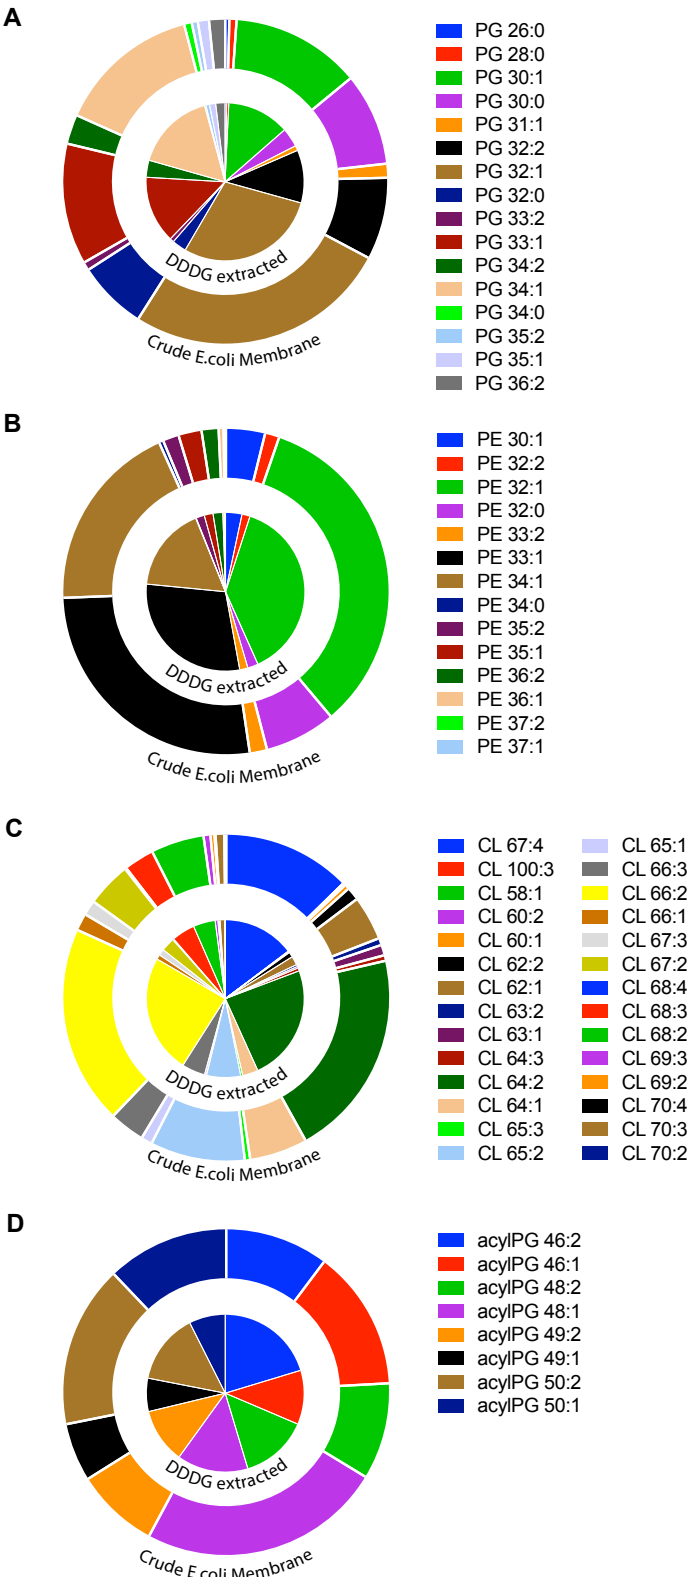 A
PG 26:0
PG 28:0
PG 30:1
PG 30:0
PG 31:1
PG 32:2
PG 32:1
PG 32:0
PG 33:2
PG 33:1
PG 34:2
PG 34:1
PG 34:0
PG 35:2
PG 35:1
PG 36:2
DDDG extracted
Crude E.coli Membrane
B
PE 30:1
PE 32:2
PE 32:1
PE 32:0
PE 33:2
PE 33:1
PE 34:1
PE 34:0
PE 35:2
PE 35:1
PE 36:2
PE 36:1
PE 37:2
PE 37:1
DDDG extracted
Crude E.coli Membrane
C
CL 67:4
CL 100:3
CL 58:1
CL 60:2
CL 60:1
CL 62:2
CL 62:1
CL 63:2
CL 63:1
CL 64:3
CL 64:2
CL 64:1
CL 65:3
CL 65:2
CL 65:1
CL 66:3
CL 66:2
CL 66:1
CL 67:3
CL 67:2
CL 68:4
CL 68:3
CL 68:2
CL 69:3
CL 69:2
CL 70:4
CL 70:3
CL 70:2
DDDG extracted
Crude E.coli Membrane
D
acylPG 46:2
acylPG 46:1
acylPG 48:2
acylPG 48:1
acylPG 49:2
acylPG 49:1
acylPG 50:2
acylPG 50:1
DDDG extracted
Crude E.coli Membrane